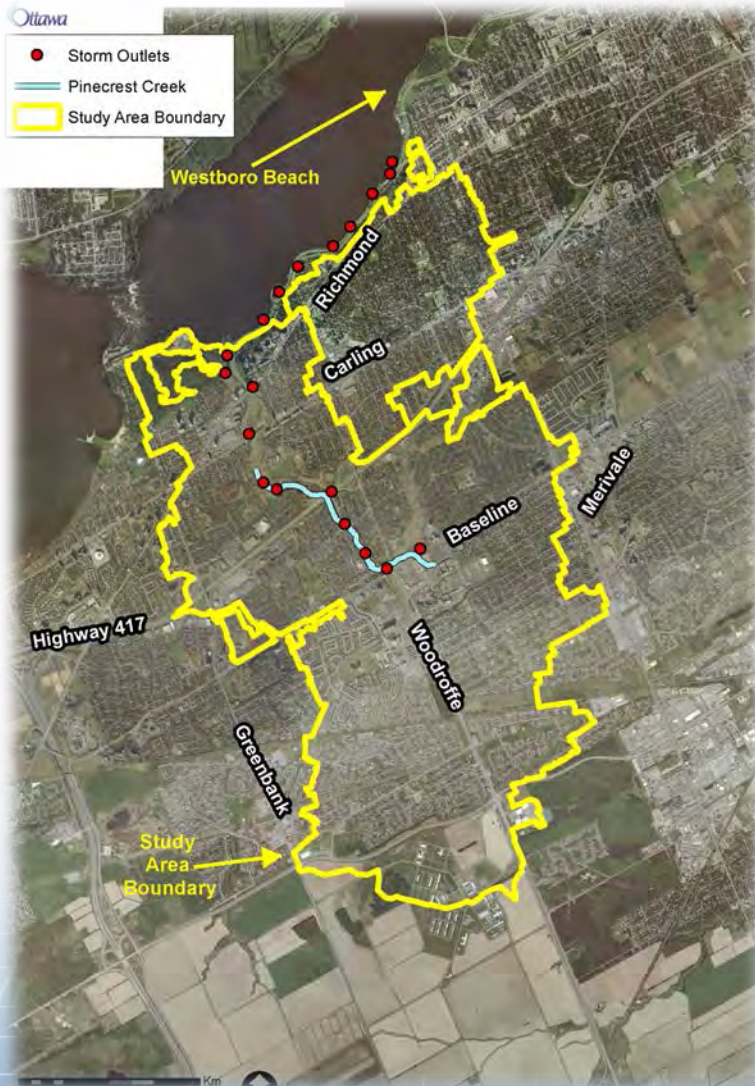 Ottawa
Storm Outlets
Pinecrest Creek
Study Area Boundary
Westboro Beach
Richmond
Carling
Merivale
Baseline
Highway 417
Woodroffe
Greenbank
Study
Area
Boundary
Km